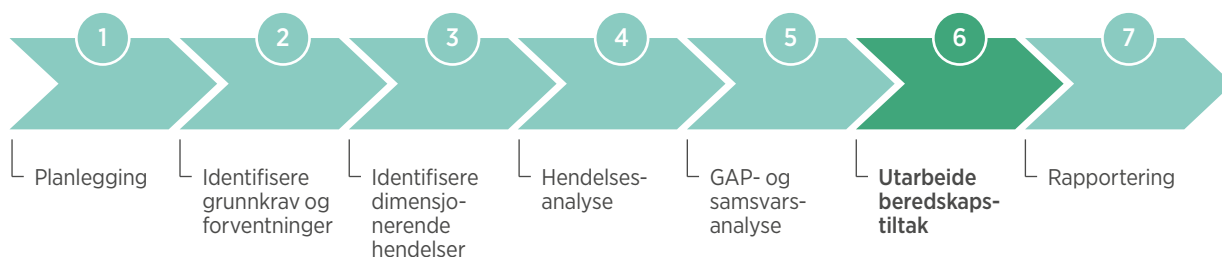 1
2
3
4
5
6
7
Planlegging
Identifisere
grunnkrav og
forventninger
Identifisere
dimensjo-
nerende
hendelser
Hendelses-
analyse
GAP- og
samsvars-
analyse
Utarbeide
beredskaps-
tiltak
Rapportering